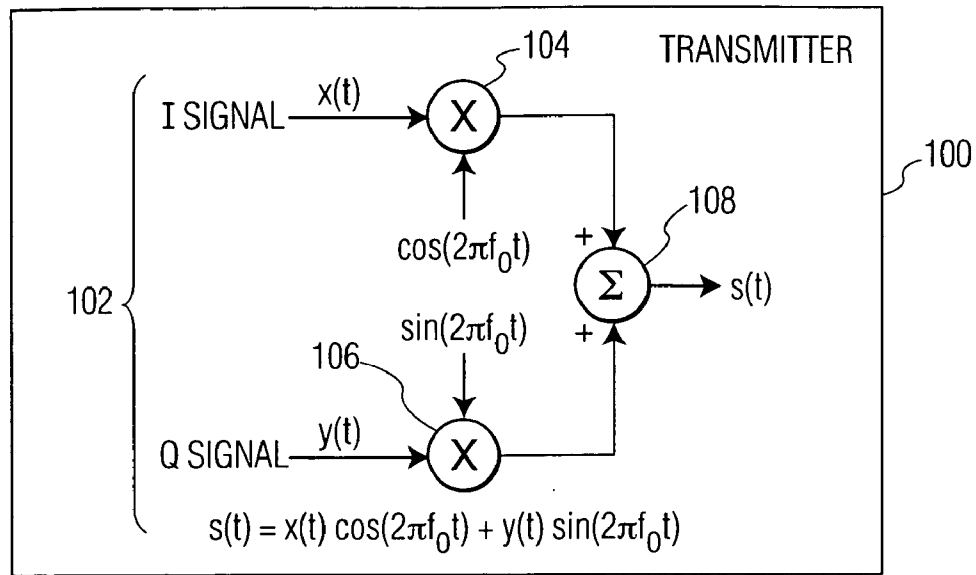 TRANSMITTER
104
x(t)
I SIGNAL
X
100
cos(2πf₀t)
108
+
Σ
s(t)
+
102
sin(2πf₀t)
106
y(t)
Q SIGNAL
X
s(t) = x(t) cos(2πf₀t) + y(t) sin(2πf₀t)